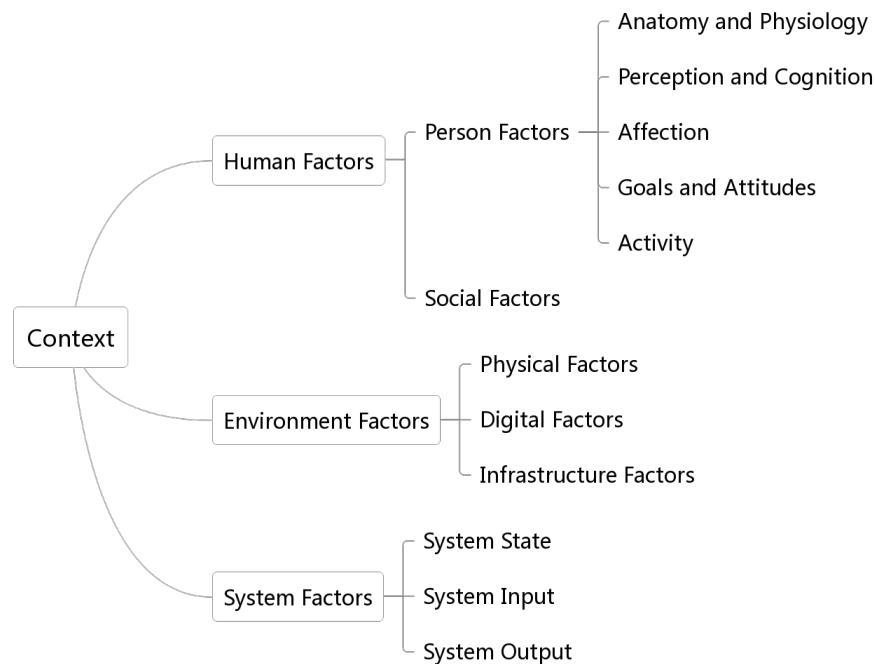 Context
Human Factors
Person Factors
Anatomy and Physiology
Perception and Cognition
Affection
Goals and Attitudes
Activity
Social Factors
Environment Factors
Physical Factors
Digital Factors
Infrastructure Factors
System Factors
System State
System Input
System Output